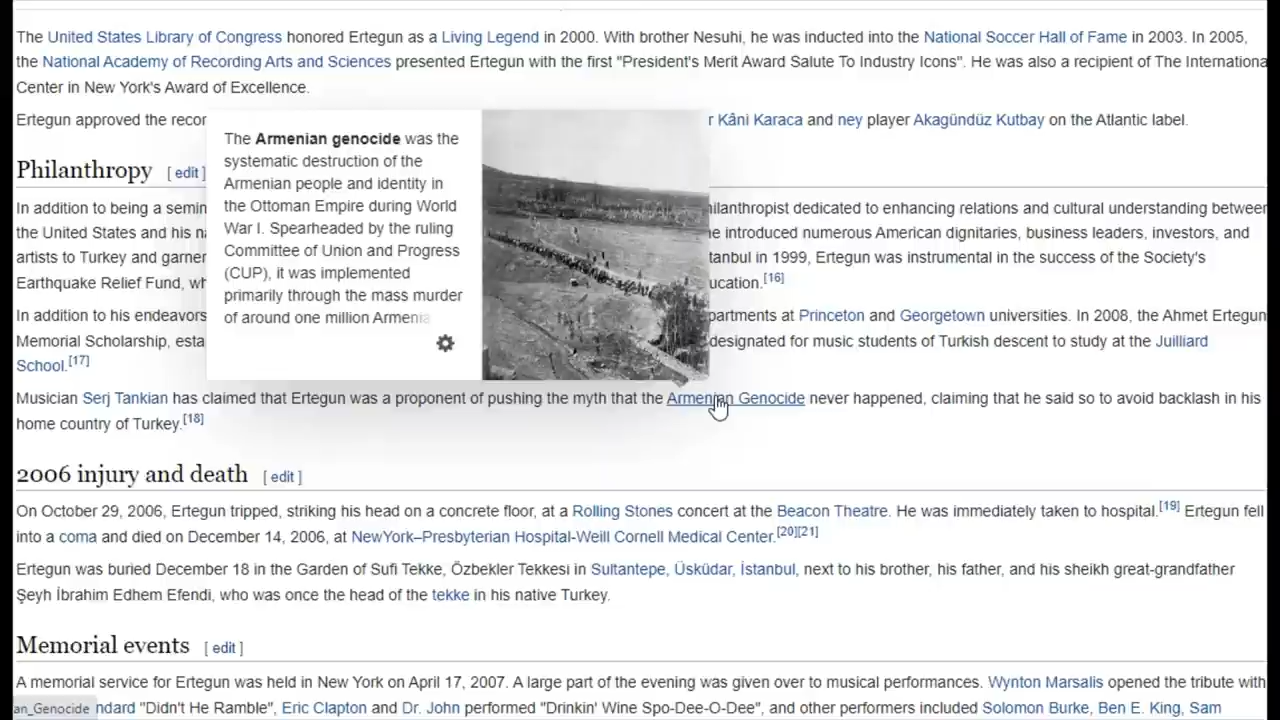 The United States Library of Congress honored Ertegun as a Living Legend in 2000. With brother Nesuhi, he was inducted into the National Soccer Hall of Fame in 2003. In 2005,
the National Academy of Recording Arts and Sciences presented Ertegun with the first "President's Merit Award Salute To Industry Icons". He was also a recipient of The Internationa
Center in New York's Award of Excellence.
Ertegun approved the recor
r Kâni Karaca and ney player Akagündüz Kutbay on the Atlantic label.
The Armenian genocide was the
systematic destruction of the
Armenian people and identity in
the Ottoman Empire during World
War I. Spearheaded by the ruling
Committee of Union and Progress
(CUP), it was implemented
primarily through the mass murder
of around one million Armenia
Philanthropy [ edit ]
In addition to being a semin
ilanthropist dedicated to enhancing relations and cultural understanding between
the United States and his na
e introduced numerous American dignitaries, business leaders, investors, and
artists to Turkey and garner
tanbul in 1999, Ertegun was instrumental in the success of the Society's
Earthquake Relief Fund, wh
ucation.[16]
In addition to his endeavors
partments at Princeton and Georgetown universities. In 2008, the Ahmet Ertegun
Memorial Scholarship, esta
designated for music students of Turkish descent to study at the Juilliard
School.[17]
Musician Serj Tankian has claimed that Ertegun was a proponent of pushing the myth that the Armenian Genocide never happened, claiming that he said so to avoid backlash in his
home country of Turkey.[18]
2006 injury and death [ edit ]
On October 29, 2006, Ertegun tripped, striking his head on a concrete floor, at a Rolling Stones concert at the Beacon Theatre. He was immediately taken to hospital.[19] Ertegun fell
into a coma and died on December 14, 2006, at NewYork–Presbyterian Hospital-Weill Cornell Medical Center.[20][21]
Ertegun was buried December 18 in the Garden of Sufi Tekke, Özbekler Tekkesi in Sultantepe, Üsküdar, İstanbul, next to his brother, his father, and his sheikh great-grandfather
Şeyh İbrahim Edhem Efendi, who was once the head of the tekke in his native Turkey.
Memorial events [ edit ]
A memorial service for Ertegun was held in New York on April 17, 2007. A large part of the evening was given over to musical performances. Wynton Marsalis opened the tribute with
an_Genocide ndard "Didn't He Ramble", Eric Clapton and Dr. John performed "Drinkin' Wine Spo-Dee-O-Dee", and other performers included Solomon Burke, Ben E. King, Sam